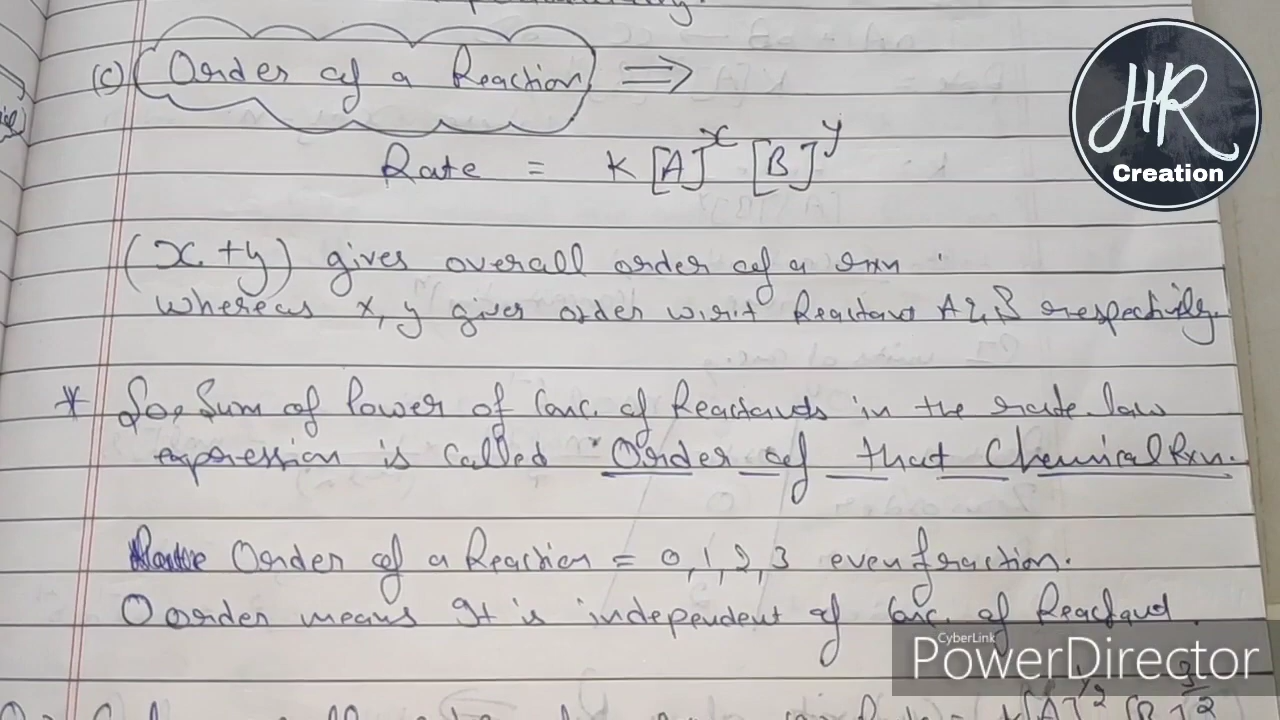 (c) Order of a Reaction ⇒
Rate = K [A]^x [B]^y
(x+y) gives overall order of a rxn.
whereas x, y gives order w.r.t Reactant A & B respectively.
* So, Sum of Power of Conc. of Reactants in the rate law
expression is called "Order of that Chemical Rxn.
Order of a Reaction = 0, 1, 2, 3 even fraction.
0 order means It is independent of Conc. of Reactant.
HR
Creation
CyberLink
PowerDirector